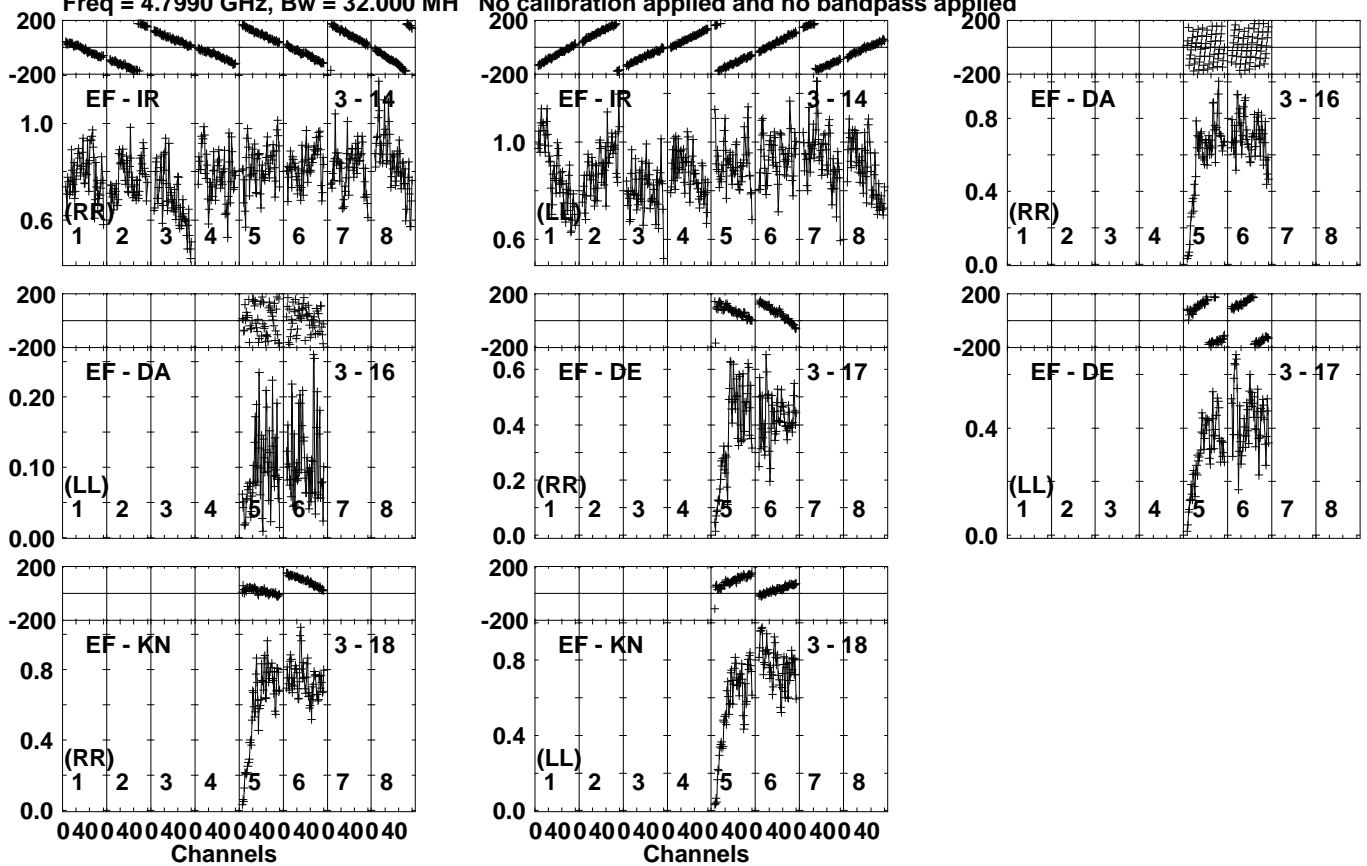 Freq = 4.7990 GHz, Bw = 32.000 MH   No calibration applied and no bandpass applied
200
-200
EF - IR 3 - 14
1.0
0.6
(RR)
1 2 3 4 5 6 7 8
EF - IR 3 - 14
1.0
0.6
(LL)
1 2 3 4 5 6 7 8
200
-200
EF - DA 3 - 16
0.8
0.4
0.0
(RR)
1 2 3 4 5 6 7 8
200
-200
EF - DA 3 - 16
0.20
0.10
0.00
(LL)
1 2 3 4 5 6 7 8
200
-200
EF - DE 3 - 17
0.6
0.4
0.2
0.0
(RR)
1 2 3 4 5 6 7 8
200
-200
EF - DE 3 - 17
0.4
0.0
(LL)
1 2 3 4 5 6 7 8
200
-200
EF - KN 3 - 18
0.8
0.4
0.0
(RR)
1 2 3 4 5 6 7 8
0 40 0 40 0 40 0 40 0 40 0 40 0 40 0 40
Channels
200
-200
EF - KN 3 - 18
0.8
0.4
0.0
(LL)
1 2 3 4 5 6 7 8
0 40 0 40 0 40 0 40 0 40 0 40 0 40 0 40
Channels